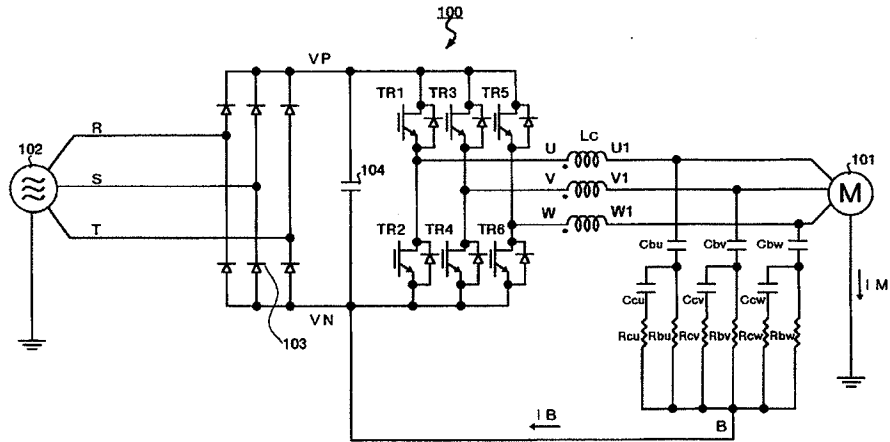 100
VP
TR1 TR3 TR5
102
R
S
T
104
U Lc U1
V V1
W W1
101
M
TR2 TR4 TR6
Cbu Cbv Cbw
Ccu Ccv Ccw
IM
Rcu Rbu Rcv Rbv Rcw Rbw
VN
103
IB
B